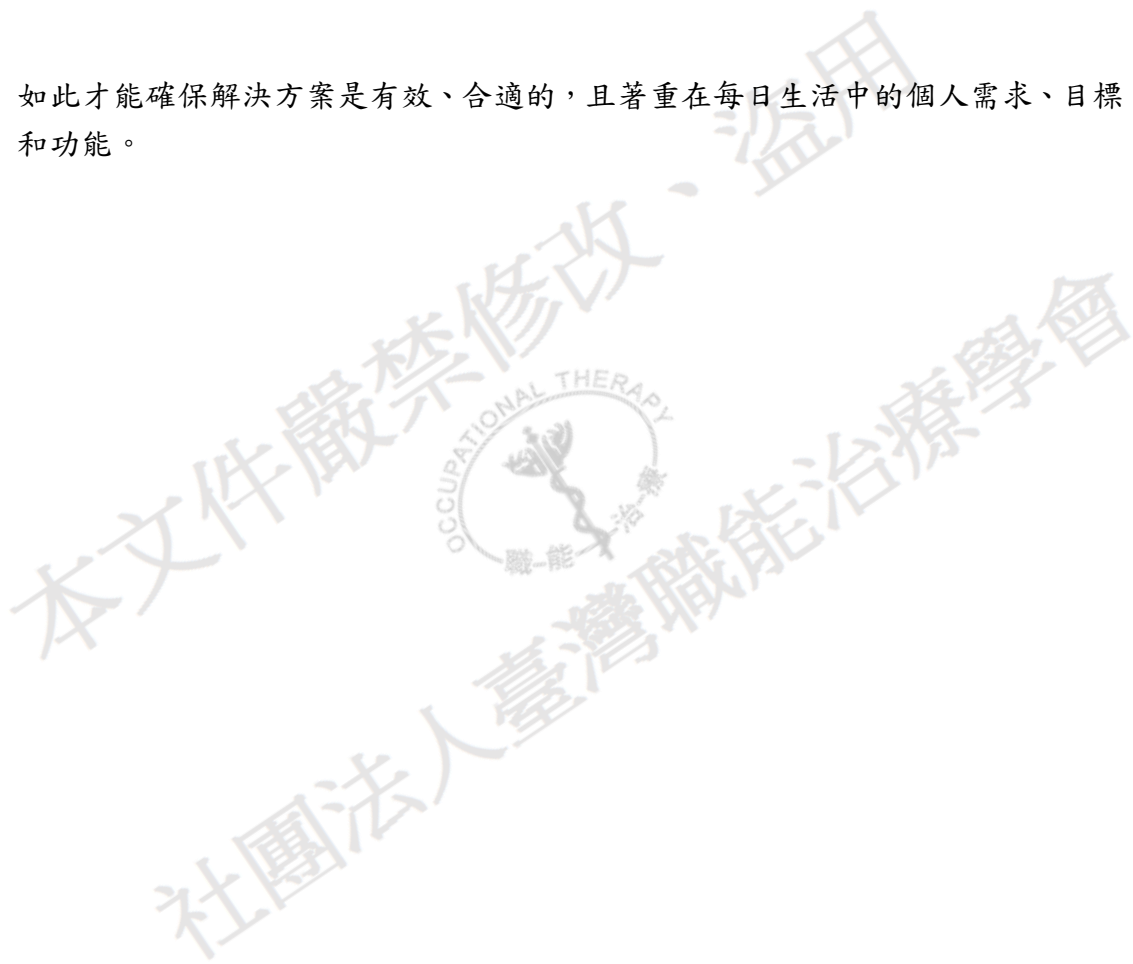 如此才能確保解決方案是有效、合適的，且著重在每日生活中的個人需求、目標
和功能。
本文件嚴禁修改、盜用
OCCUPATIONAL THERAPY
職-能-治-療
社團法人臺灣職能治療學會